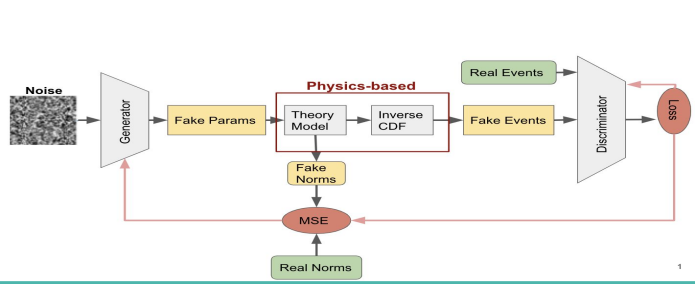 Physics-based
Real Events
Noise
Generator
Fake Params
Theory
Model
Inverse
CDF
Fake Events
Discriminator
Loss
Fake
Norms
MSE
Real Norms
1